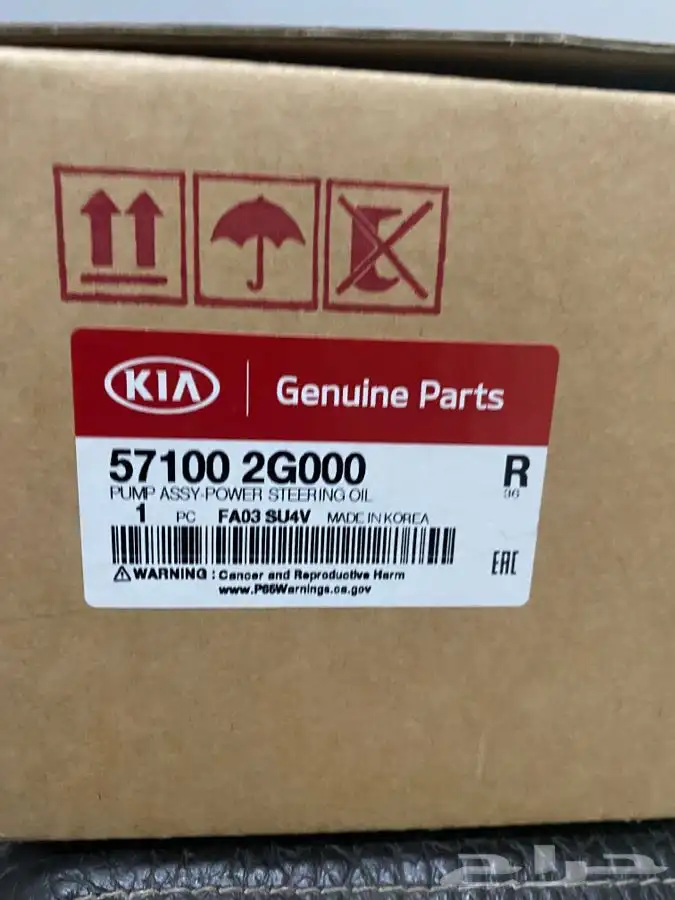 KIA
Genuine Parts
57100 2G000
R
PUMP ASSY-POWER STEERING OIL
36
1 PC FA03 SU4V MADE IN KOREA
EAC
WARNING : Cancer and Reproductive Harm
www.P65Warnings.ca.gov
حراج